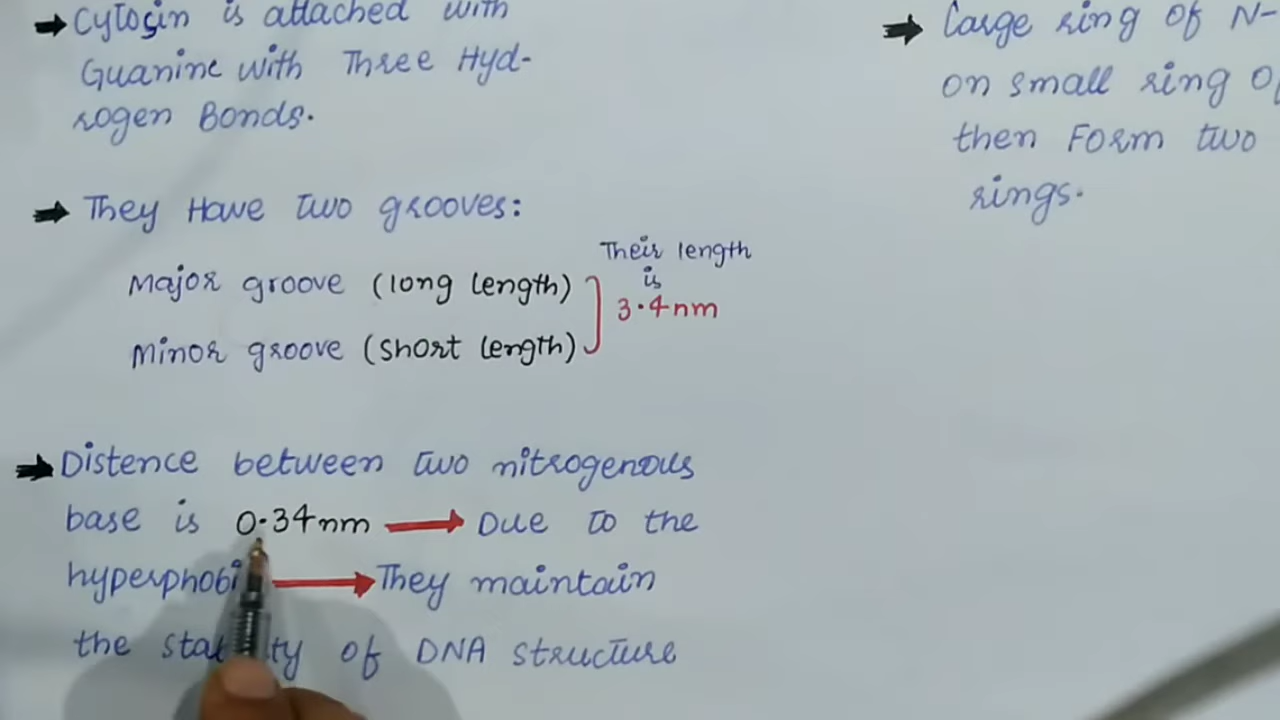 → Cytosin is attached with
Guanine with Three Hyd-
rogen Bonds.
→ They Have two grooves:
Major groove (long length)
Minor groove (short length)
Their length
is
3.4nm
→ Distence between two nitrogenous
base is 0.34nm → Due to the
→ They maintain
the of DNA structure
→ Large ring of N-
on small ring
then Form two
rings.